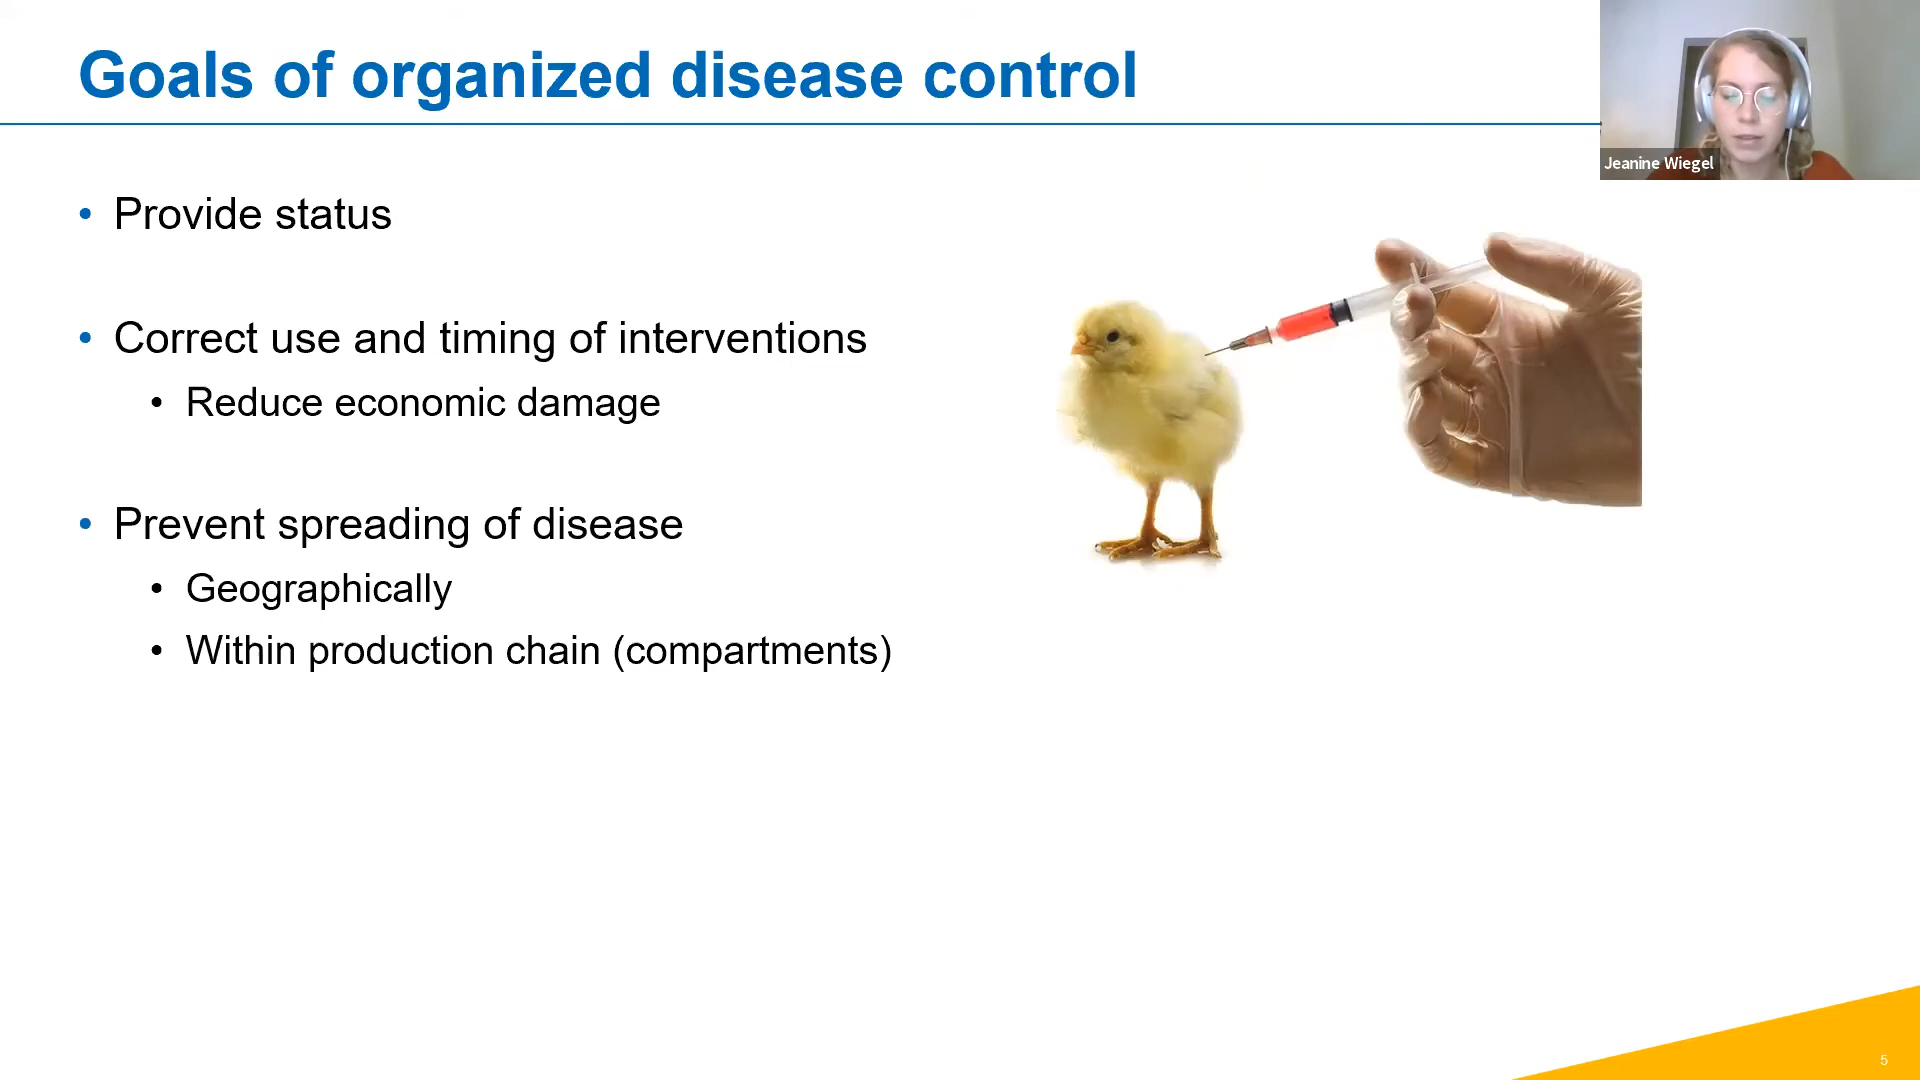 Goals of organized disease control
Jeanine Wiegel
• Provide status
• Correct use and timing of interventions
• Reduce economic damage
• Prevent spreading of disease
• Geographically
• Within production chain (compartments)
5